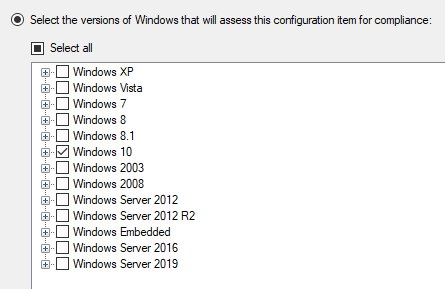 Select the versions of Windows that will assess this configuration item for compliance:
Select all
Windows XP
Windows Vista
Windows 7
Windows 8
Windows 8.1
Windows 10
Windows 2003
Windows 2008
Windows Server 2012
Windows Server 2012 R2
Windows Embedded
Windows Server 2016
Windows Server 2019